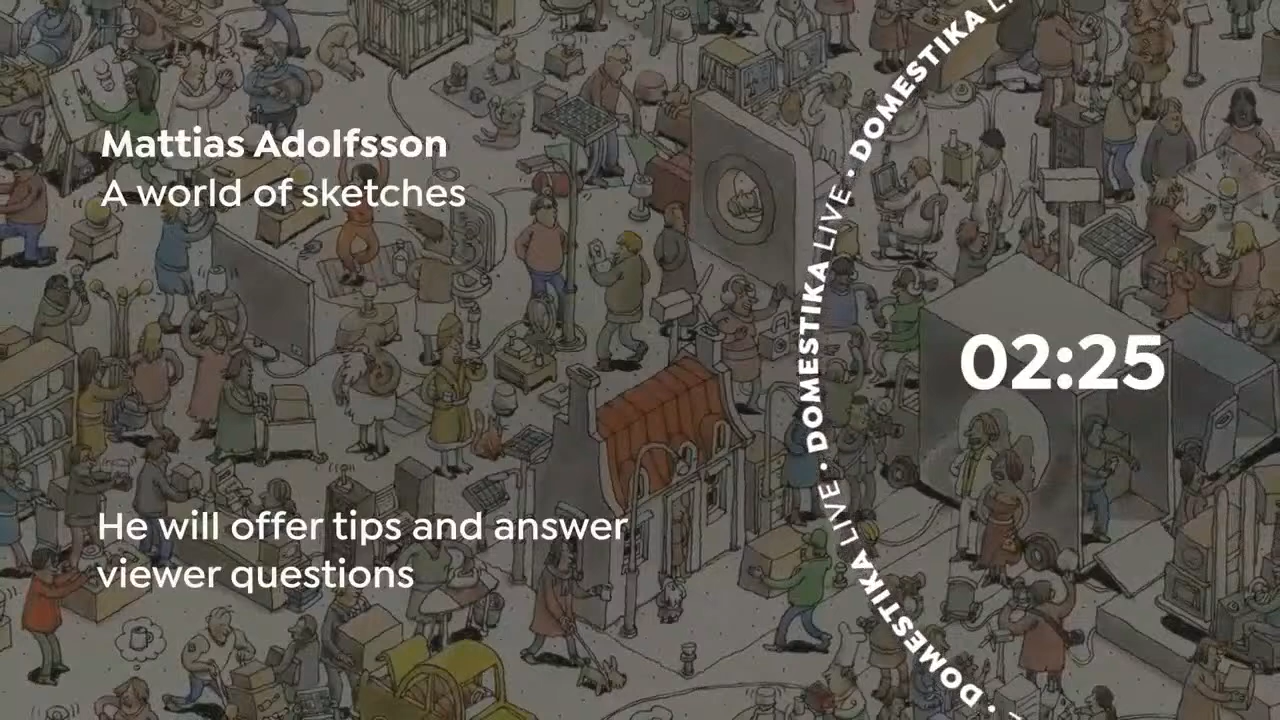 Mattias Adolfsson
A world of sketches
He will offer tips and answer
viewer questions
DOMESTIKA LIVE · DOMESTIKA LIVE · DOMESTIKA LIVE · DOMESTIKA LI
02:25